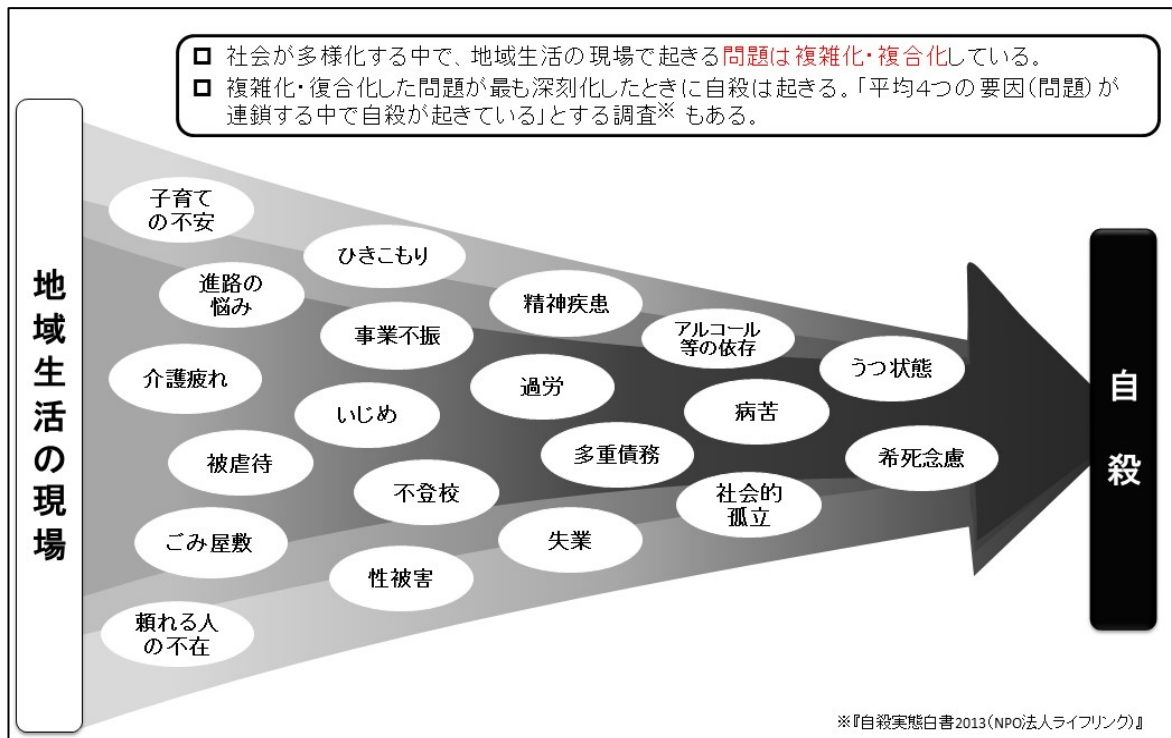 □ 社会が多様化する中で、地域生活の現場で起きる問題は複雑化・複合化している。
□ 複雑化・複合化した問題が最も深刻化したときに自殺は起きる。「平均4つの要因(問題)が
連鎖する中で自殺が起きている」とする調査※ もある。
地域生活の現場
子育て
の不安
進路の
悩み
介護疲れ
被虐待
ごみ屋敷
頼れる人
の不在
ひきこもり
事業不振
いじめ
不登校
性被害
精神疾患
過労
多重債務
失業
アルコール
等の依存
病苦
社会的
孤立
うつ状態
希死念慮
自殺
※『自殺実態白書2013(NPO法人ライフリンク)』